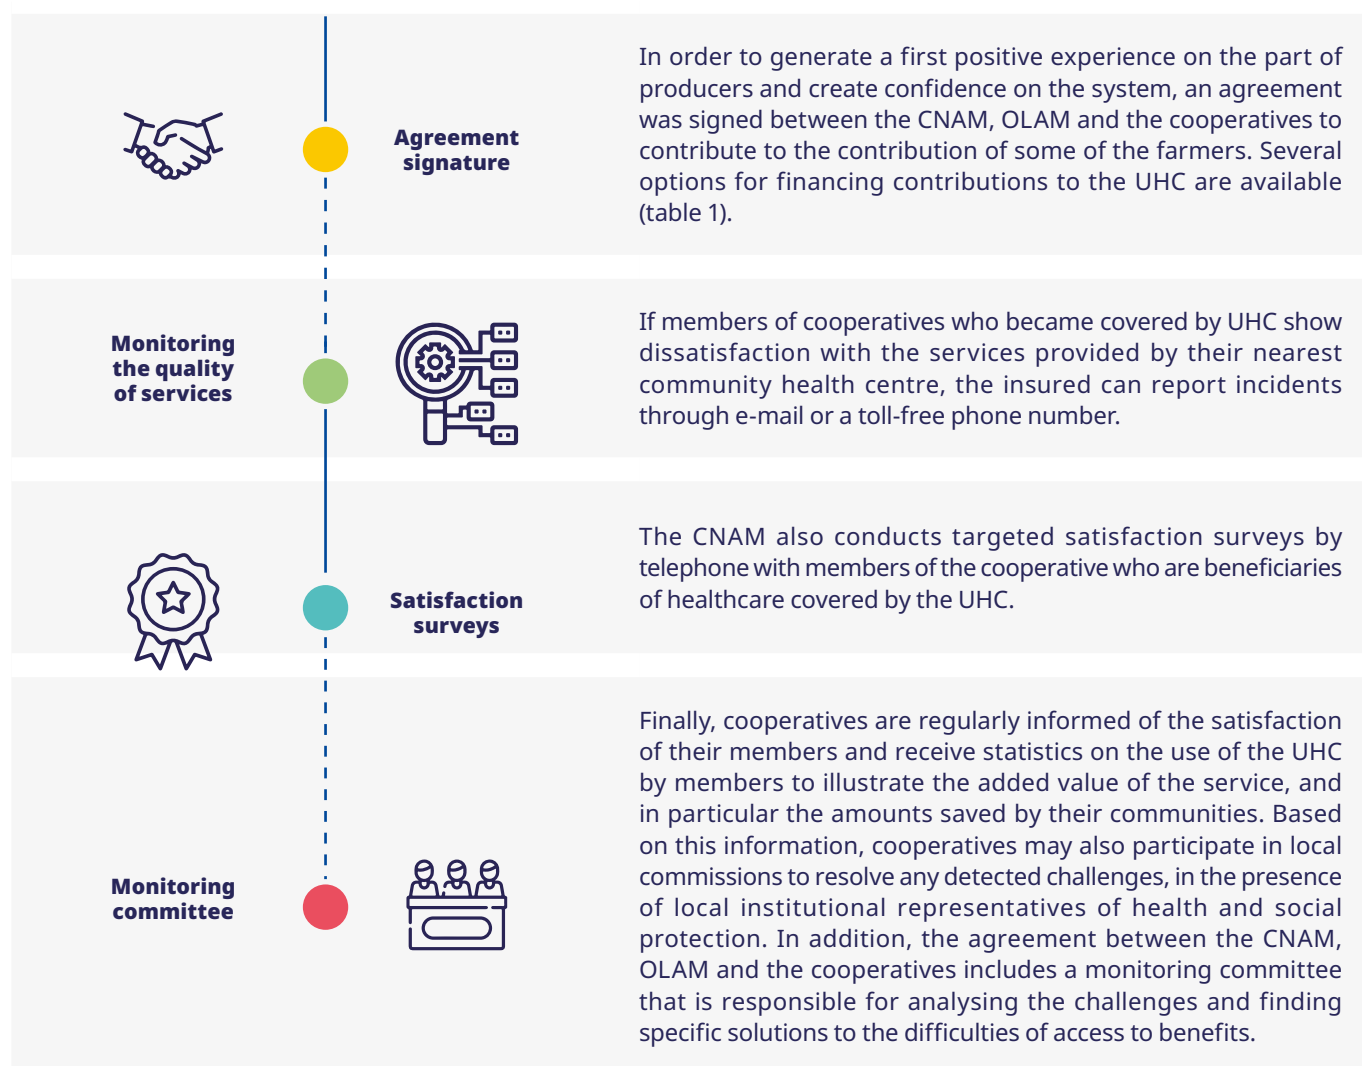 Agreement
signature
In order to generate a first positive experience on the part of
producers and create confidence on the system, an agreement
was signed between the CNAM, OLAM and the cooperatives to
contribute to the contribution of some of the farmers. Several
options for financing contributions to the UHC are available
(table 1).
Monitoring
the quality
of services
If members of cooperatives who became covered by UHC show
dissatisfaction with the services provided by their nearest
community health centre, the insured can report incidents
through e-mail or a toll-free phone number.
Satisfaction
surveys
The CNAM also conducts targeted satisfaction surveys by
telephone with members of the cooperative who are beneficiaries
of healthcare covered by the UHC.
Monitoring
committee
Finally, cooperatives are regularly informed of the satisfaction
of their members and receive statistics on the use of the UHC
by members to illustrate the added value of the service, and
in particular the amounts saved by their communities. Based
on this information, cooperatives may also participate in local
commissions to resolve any detected challenges, in the presence
of local institutional representatives of health and social
protection. In addition, the agreement between the CNAM,
OLAM and the cooperatives includes a monitoring committee
that is responsible for analysing the challenges and finding
specific solutions to the difficulties of access to benefits.